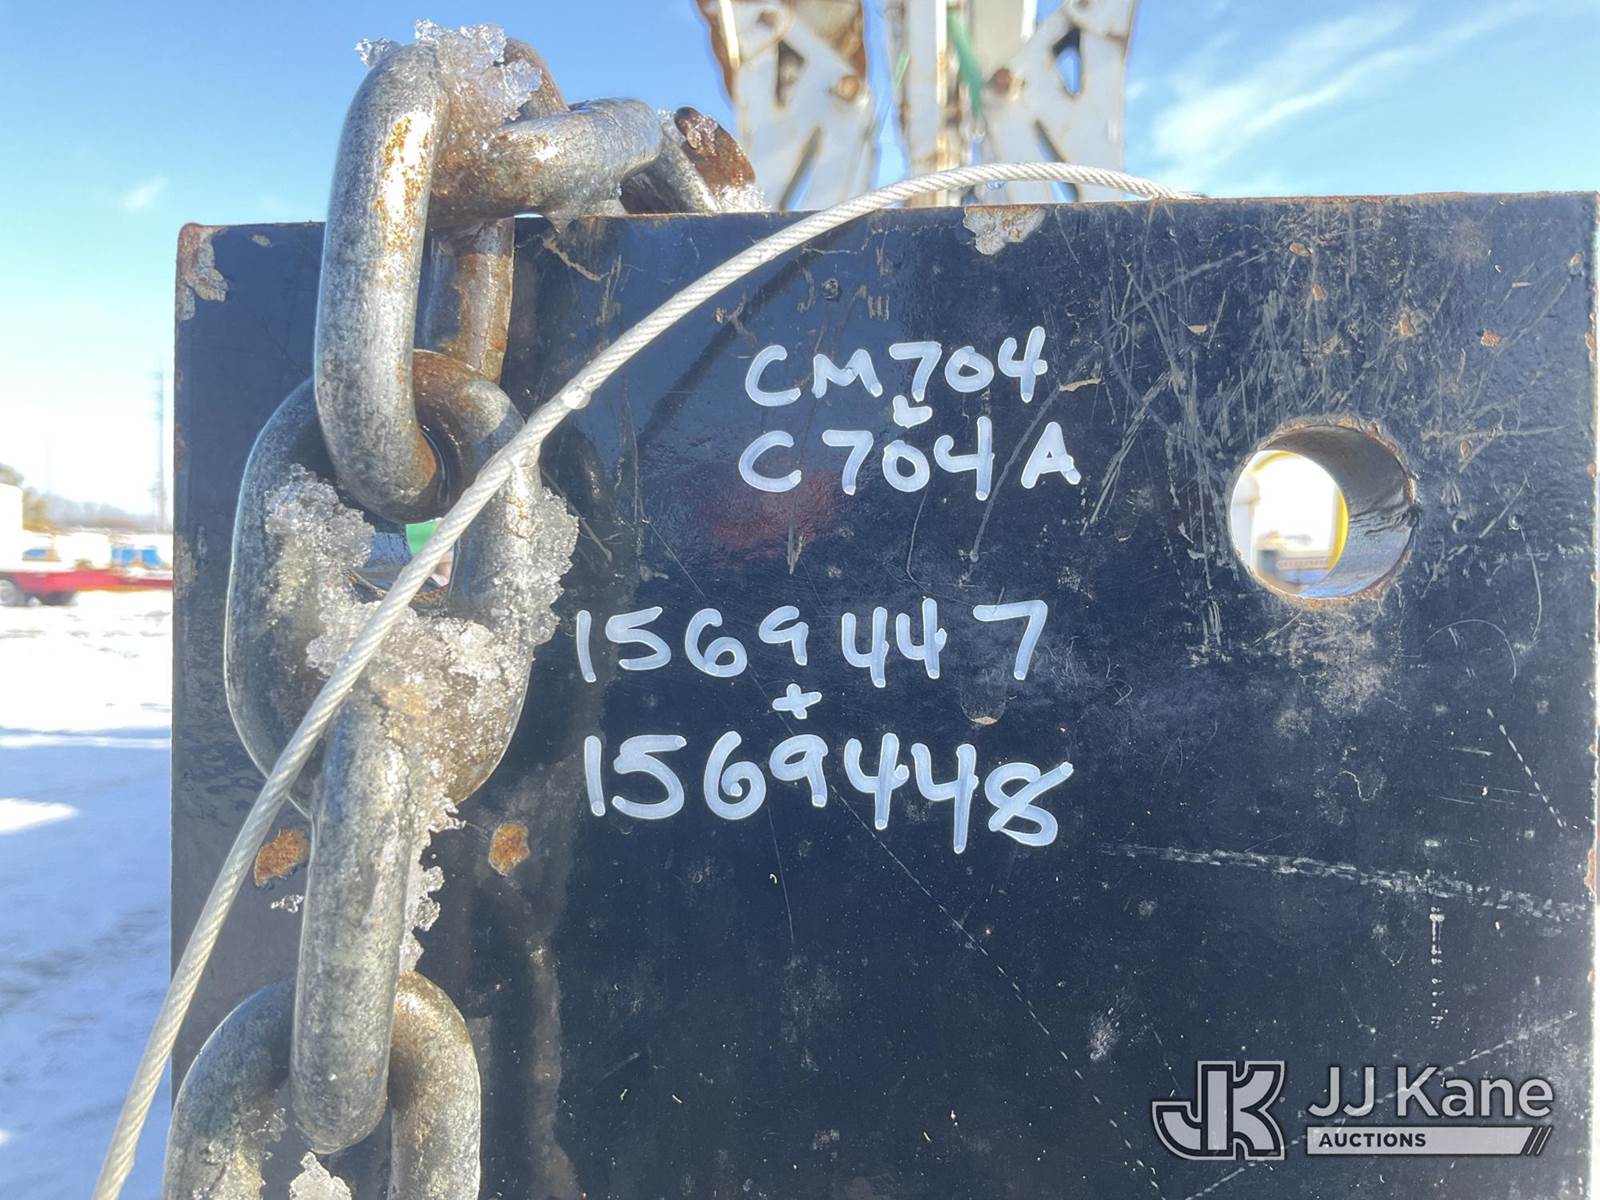 CM704
&
C704A
1569447
+
1569448
JJ Kane
AUCTIONS